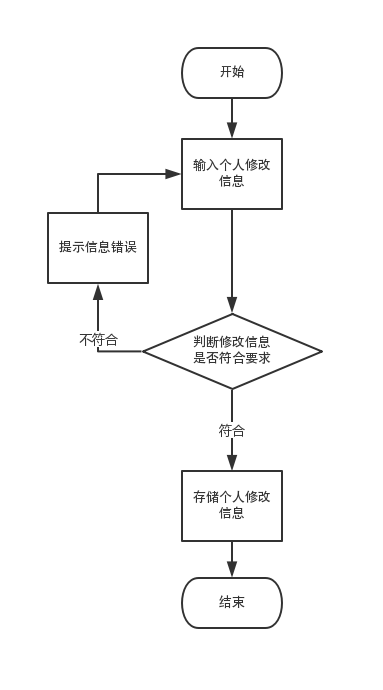 开始
输入个人修改
信息
提示信息错误
不符合
判断修改信息
是否符合要求
符合
存储个人修改
信息
结束